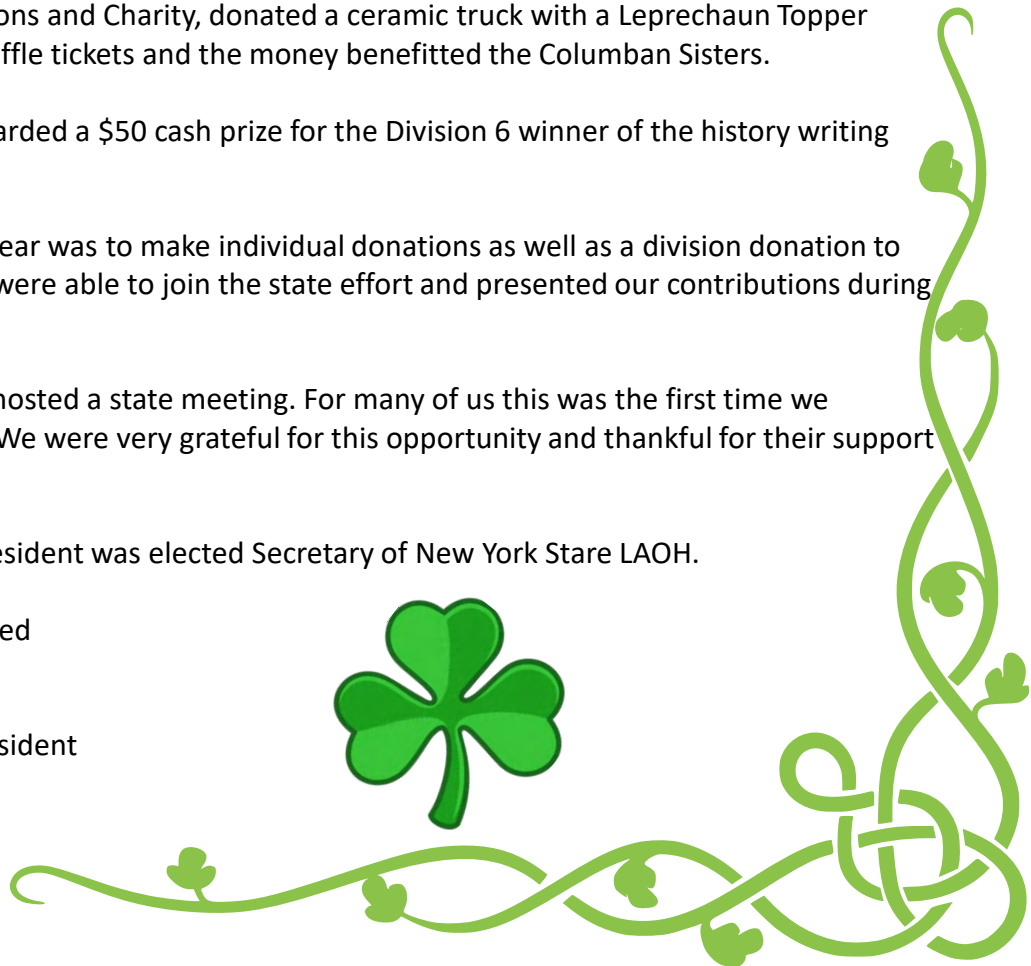 ons and Charity, donated a ceramic truck with a Leprechaun Topper
ffle tickets and the money benefitted the Columban Sisters.
arded a $50 cash prize for the Division 6 winner of the history writing
ear was to make individual donations as well as a division donation to
were able to join the state effort and presented our contributions during
hosted a state meeting. For many of us this was the first time we
We were very grateful for this opportunity and thankful for their support
esident was elected Secretary of New York Stare LAOH.
ed
sident